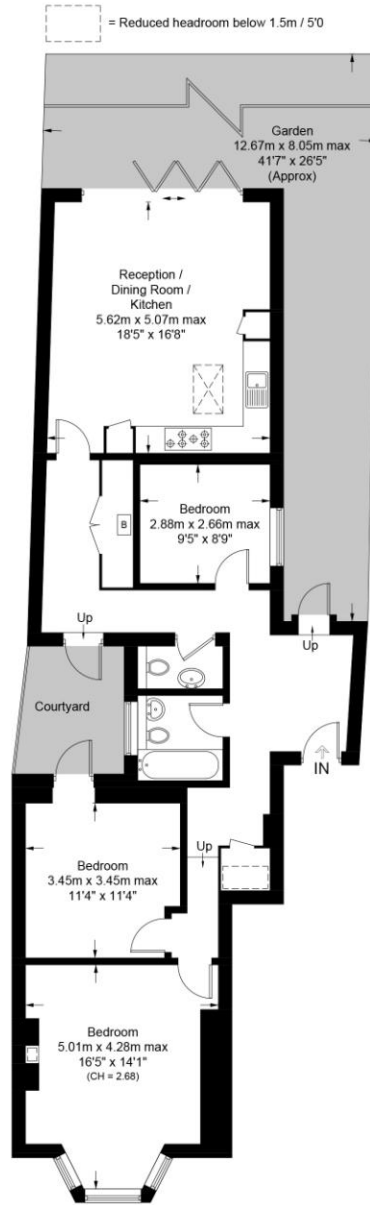 = Reduced headroom below 1.5m / 5'0
Garden
12.67m x 8.05m max
41'7" x 26'5"
(Approx)
Reception /
Dining Room /
Kitchen
5.62m x 5.07m max
18'5" x 16'8"
Bedroom
2.88m x 2.66m max
9'5" x 8'9"
B
Up
Up
Courtyard
IN
Up
Bedroom
3.45m x 3.45m max
11'4" x 11'4"
Bedroom
5.01m x 4.28m max
16'5" x 14'1"
(CH = 2.68)